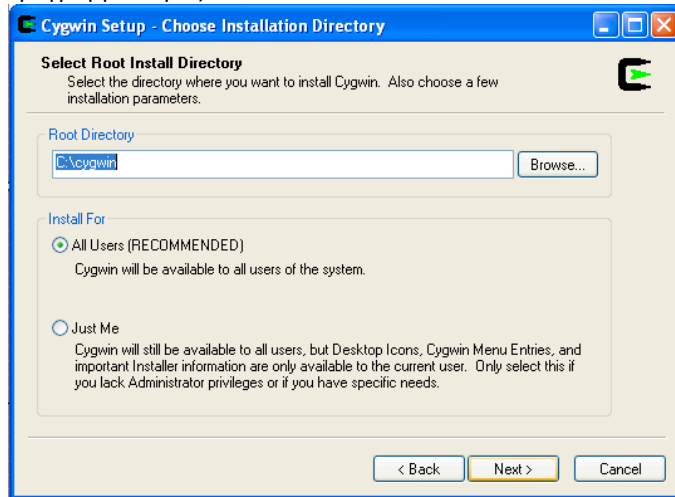 Cygwin Setup - Choose Installation Directory
Select Root Install Directory
Select the directory where you want to install Cygwin. Also choose a few
installation parameters.
Root Directory
C:\cygwin
Browse...
Install For
All Users (RECOMMENDED)
Cygwin will be available to all users of the system.
Just Me
Cygwin will still be available to all users, but Desktop Icons, Cygwin Menu Entries, and
important Installer information are only available to the current user. Only select this if
you lack Administrator privileges or if you have specific needs.
< Back
Next >
Cancel